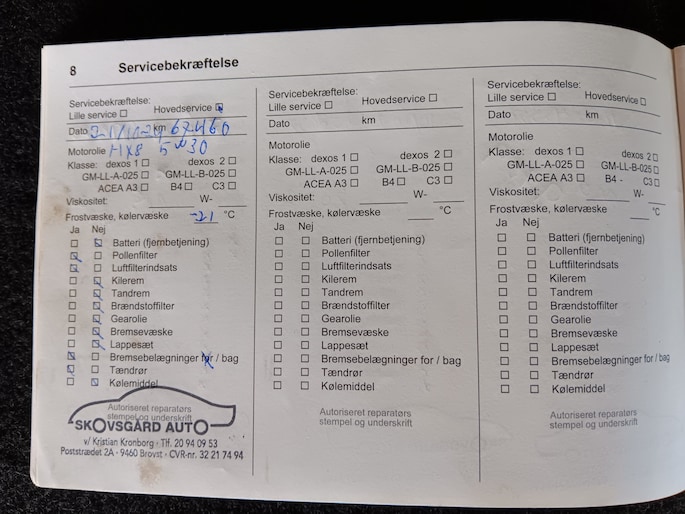 8 Servicebekræftelse
Servicebekræftelse:
Lille service Hovedservice
Dato km 67460
Motorolie HX8 5W30
Klasse: dexos 1 dexos 2
GM-LL-A-025 GM-LL-B-025
ACEA A3 B4 C3
Viskositet: W-
Frostvæske, kølervæske -21 °C
Ja Nej
Batteri (fjernbetjening)
Pollenfilter
Luftfilterindsats
Kilerem
Tandrem
Brændstoffilter
Gearolie
Bremsevæske
Lappesæt
Bremsebelægninger for / bag
Tændrør
Kølemiddel
Autoriseret reparatørs
stempel og underskrift
SKOVSGÅRD AUTO
v/ Kristian Kronborg - Tlf. 20 94 09 53
Poststrædet 2A - 9460 Brovst - CVR-nr. 32 21 74 94
Servicebekræftelse:
Lille service Hovedservice
Dato km
Motorolie
Klasse: dexos 1 dexos 2
GM-LL-A-025 GM-LL-B-025
ACEA A3 B4 C3
Viskositet: W-
Frostvæske, kølervæske °C
Ja Nej
Batteri (fjernbetjening)
Pollenfilter
Luftfilterindsats
Kilerem
Tandrem
Brændstoffilter
Gearolie
Bremsevæske
Lappesæt
Bremsebelægninger for / bag
Tændrør
Kølemiddel
Autoriseret reparatørs
stempel og underskrift
Servicebekræftelse:
Lille service Hovedservice
Dato km
Motorolie
Klasse: dexos 1 dexos 2
GM-LL-A-025 GM-LL-B-025
ACEA A3 B4 - C3
Viskositet: W-
Frostvæske, kølervæske °C
Ja Nej
Batteri (fjernbetjening)
Pollenfilter
Luftfilterindsats
Kilerem
Tandrem
Brændstoffilter
Gearolie
Bremsevæske
Lappesæt
Bremsebelægninger for / bag
Tændrør
Kølemiddel
Autoriseret reparatørs
stempel og underskrift